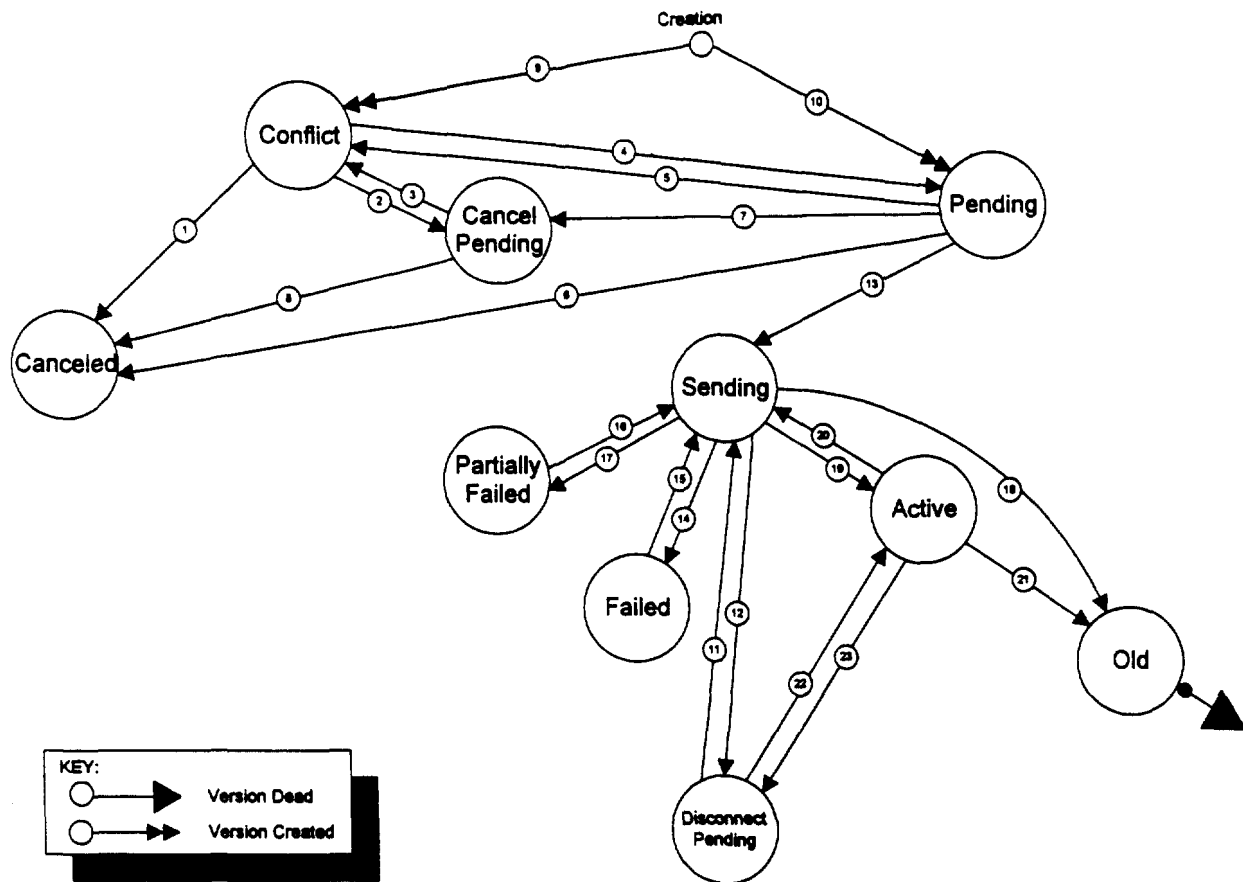 Creation
9
10
Conflict
4
5
Pending
3
2
Cancel
Pending
7
1
8
6
13
Canceled
Sending
16
17
20
19
Partially
Failed
15
14
Active
18
21
Failed
12
11
23
22
Old
KEY:
Version Dead
Version Created
Disconnect
Pending